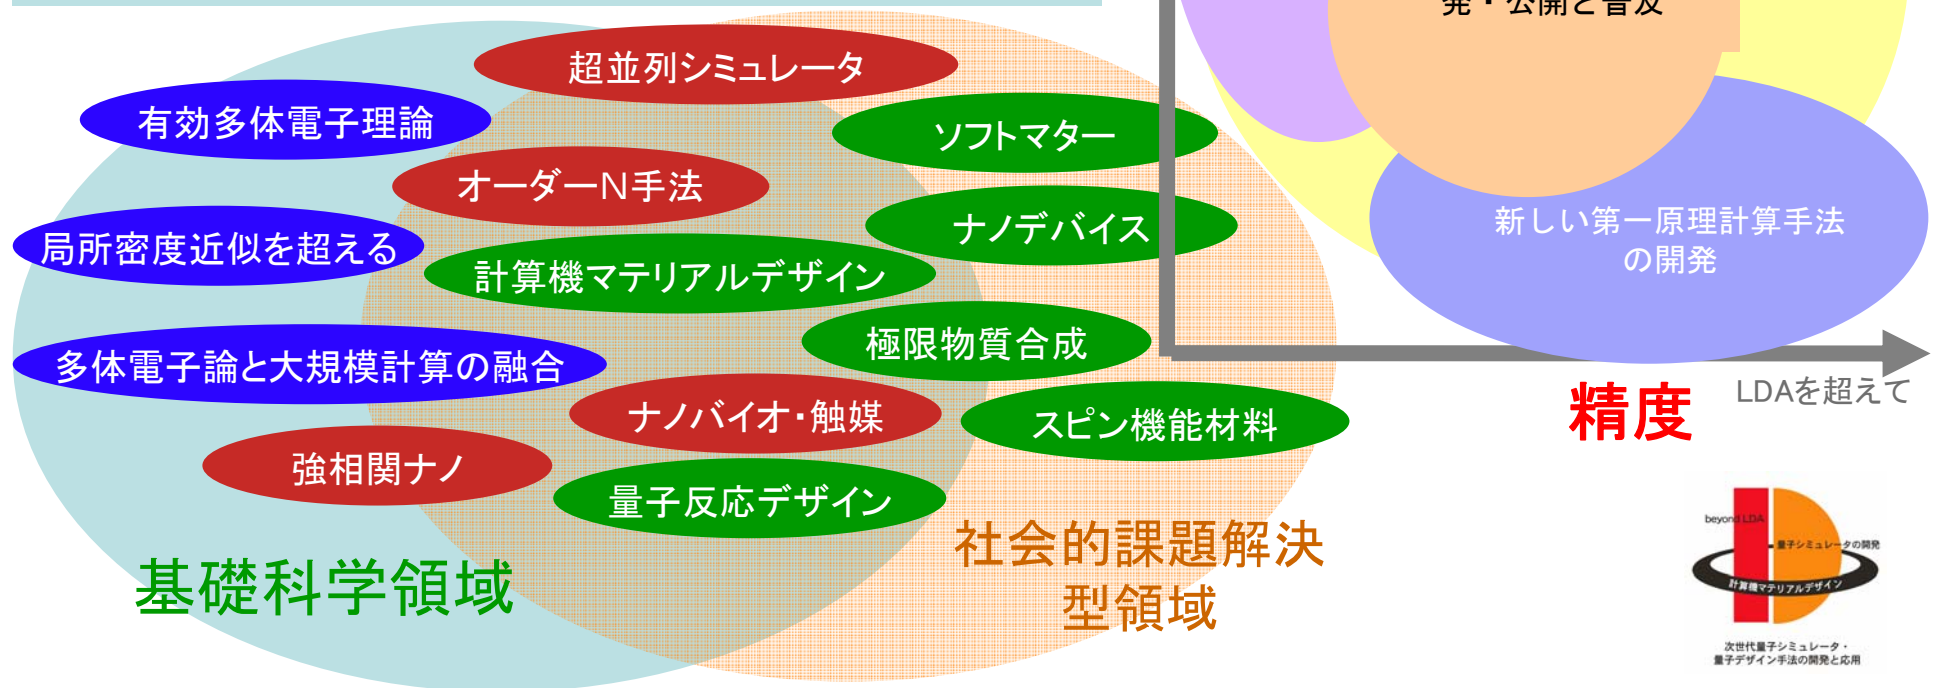 発・公開と普及
超並列シミュレータ
有効多体電子理論
ソフトマター
オーダーN手法
ナノデバイス
局所密度近似を超える
計算機マテリアルデザイン
新しい第一原理計算手法
の開発
極限物質合成
多体電子論と大規模計算の融合
LDAを超えて
精度
ナノバイオ・触媒
スピン機能材料
強相関ナノ
量子反応デザイン
社会的課題解決
型領域
基礎科学領域
beyond LDA
量子シミュレータの開発
計算機マテリアルデザイン
次世代量子シミュレータ・
量子デザイン手法の開発と応用